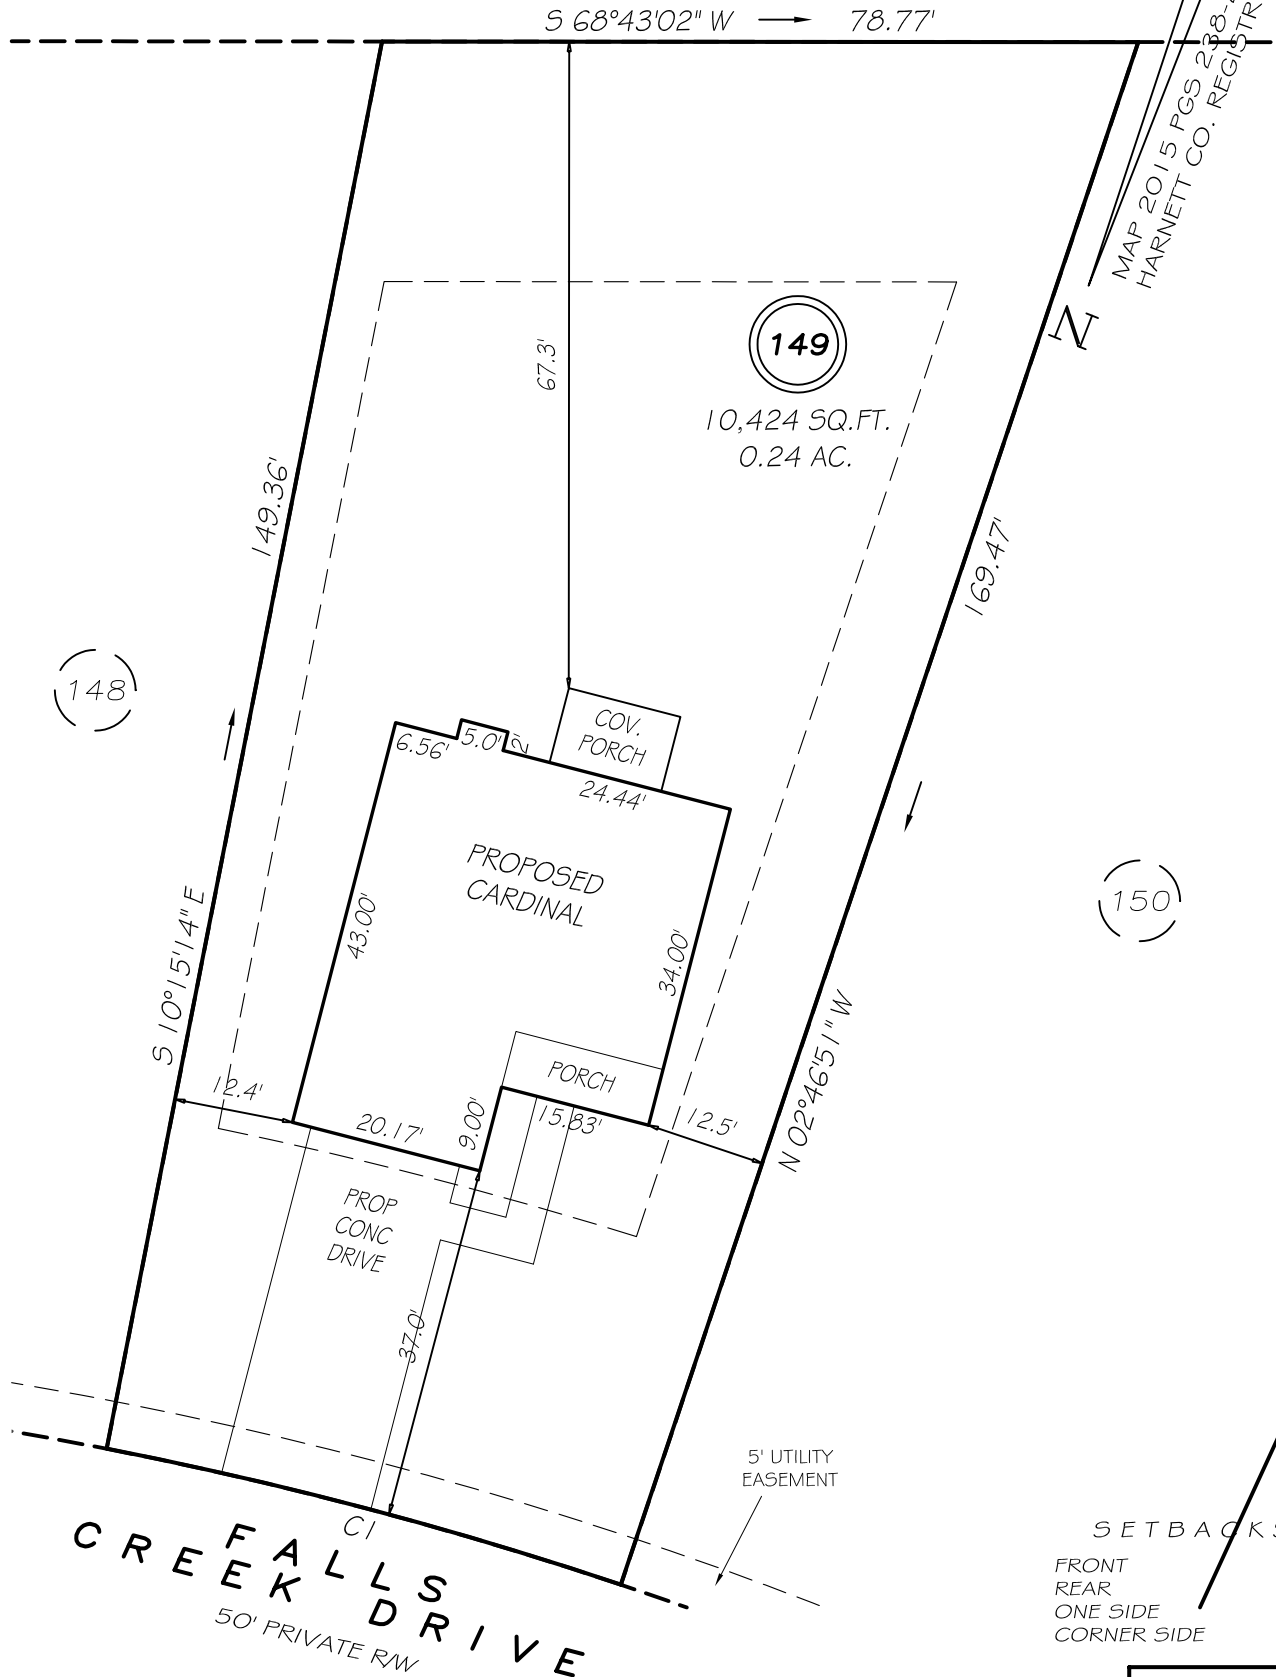 S 68°43'02" W 78.77'
MAP 2015 PGS 238-
HARNETT CO. REGISTR
N
67.3'
149
10,424 SQ.FT.
0.24 AC.
149.36'
169.47'
148
COV.
PORCH
6.56' 5.0' 2'
24.44'
PROPOSED
CARDINAL
150
43.00'
34.00'
S 10°15'14" E
N 02°46'51" W
PORCH
12.4'
20.17'
9.00'
15.83'
12.5'
PROP
CONC
DRIVE
37.0'
5' UTILITY
EASEMENT
C1
FALLS
CREEK DRIVE
50' PRIVATE R/W
SETBACKS
FRONT
REAR
ONE SIDE
CORNER SIDE